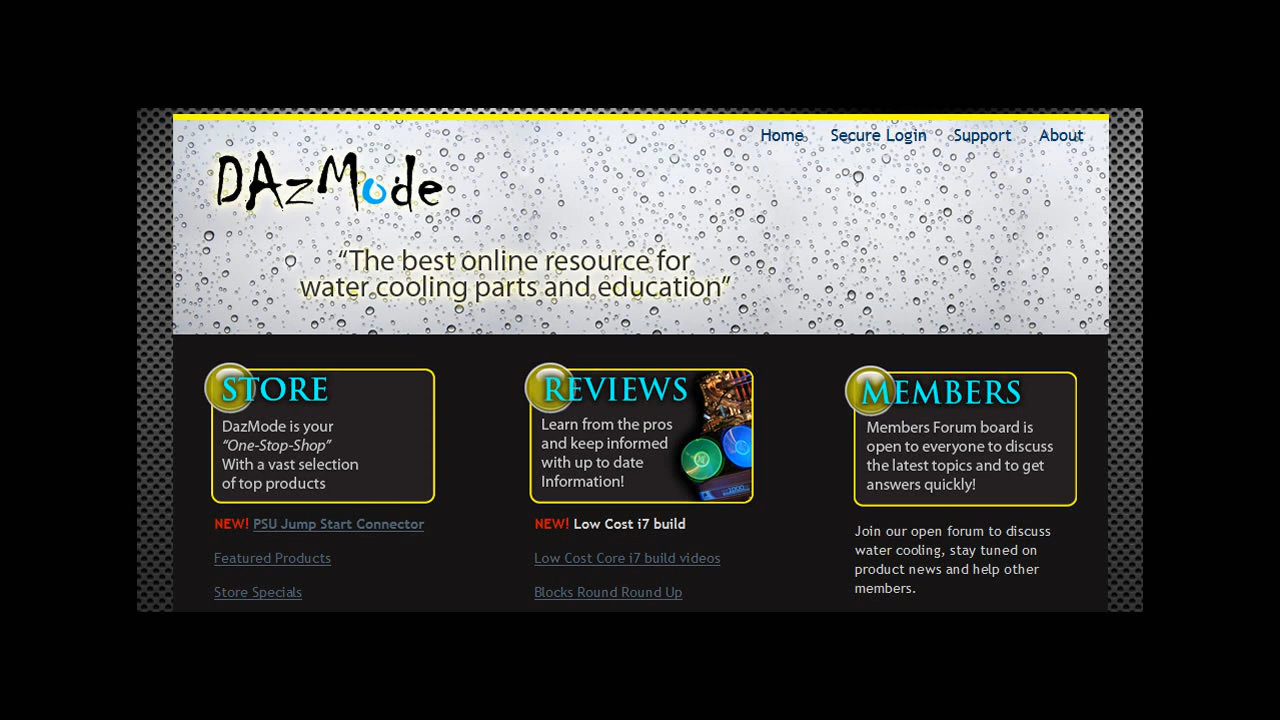 Home Secure Login Support About
DAzMode
“The best online resource for
water cooling parts and education”
STORE
DazMode is your
“One-Stop-Shop”
With a vast selection
of top products
NEW! PSU Jump Start Connector
Featured Products
Store Specials
REVIEWS
Learn from the pros
and keep informed
with up to date
Information!
NEW! Low Cost i7 build
Low Cost Core i7 build videos
Blocks Round Round Up
MEMBERS
Members Forum board is
open to everyone to discuss
the latest topics and to get
answers quickly!
Join our open forum to discuss
water cooling, stay tuned on
product news and help other
members.